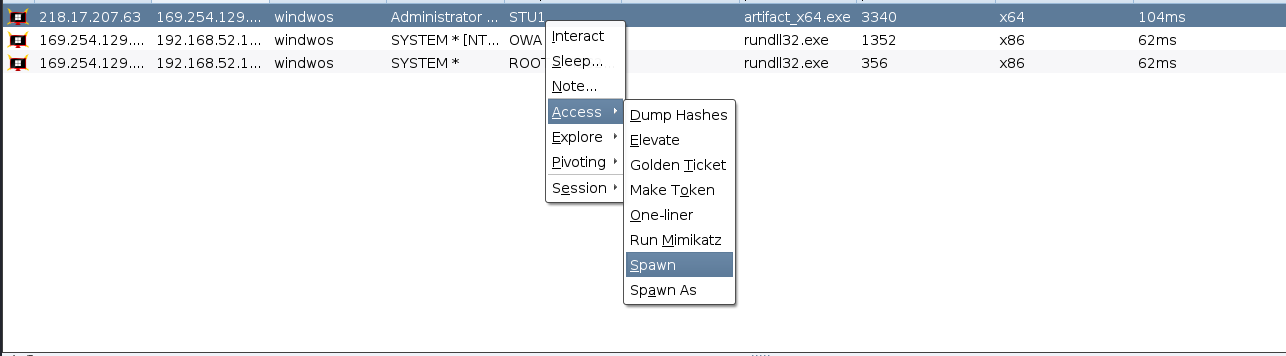 218.17.207.63 169.254.129.... windwos Administrator ... STU1 artifact_x64.exe 3340 x64 104ms
169.254.129.... 192.168.52.1... windwos SYSTEM * [NT... OWA rundll32.exe 1352 x86 62ms
169.254.129.... 192.168.52.1... windwos SYSTEM * ROOT rundll32.exe 356 x86 62ms
Interact
Sleep...
Note...
Access
Explore
Pivoting
Session
Dump Hashes
Elevate
Golden Ticket
Make Token
One-liner
Run Mimikatz
Spawn
Spawn As